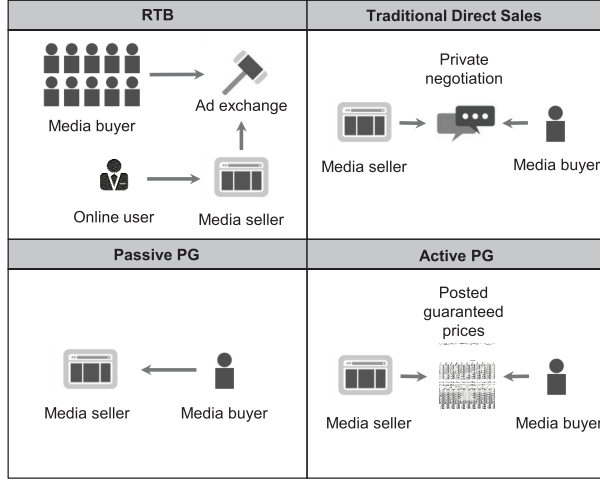 RTB
Media buyer
Ad exchange
Online user
Media seller
Traditional Direct Sales
Private
negotiation
Media seller
Media buyer
Passive PG
Media seller
Media buyer
Active PG
Posted
guaranteed
prices
Media seller
Media buyer